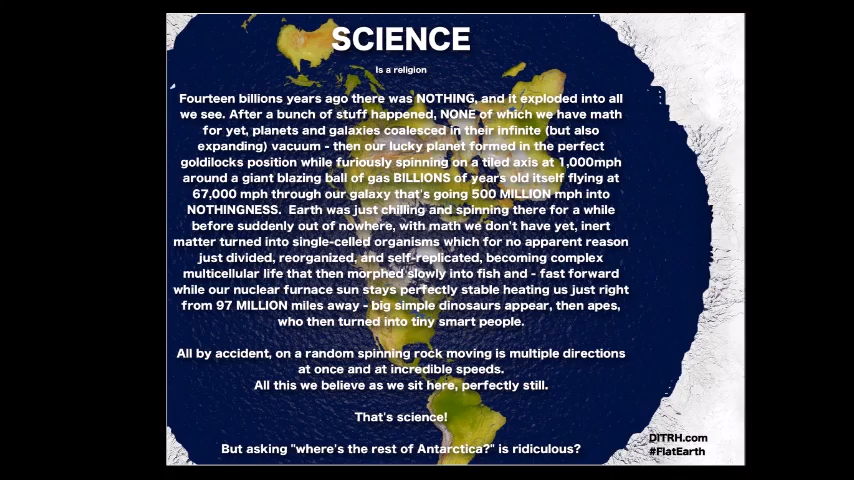 SCIENCE
Is a religion
Fourteen billions years ago there was NOTHING, and it exploded into all
we see. After a bunch of stuff happened, NONE of which we have math
for yet, planets and galaxies coalesced in their infinite (but also
expanding) vacuum - then our lucky planet formed in the perfect
goldilocks position while furiously spinning on a tiled axis at 1,000mph
around a giant blazing ball of gas BILLIONS of years old itself flying at
67,000 mph through our galaxy that's going 500 MILLION mph into
NOTHINGNESS. Earth was just chilling and spinning there for a while
before suddenly out of nowhere, with math we don't have yet, inert
matter turned into single-celled organisms which for no apparent reason
just divided, reorganized, and self-replicated, becoming complex
multicellular life that then morphed slowly into fish and - fast forward
while our nuclear furnace sun stays perfectly stable heating us just right
from 97 MILLION miles away - big simple dinosaurs appear, then apes,
who then turned into tiny smart people.
All by accident, on a random spinning rock moving is multiple directions
at once and at incredible speeds.
All this we believe as we sit here, perfectly still.
That's science!
But asking "where's the rest of Antarctica?" is ridiculous?
DITRH.com
#FlatEarth